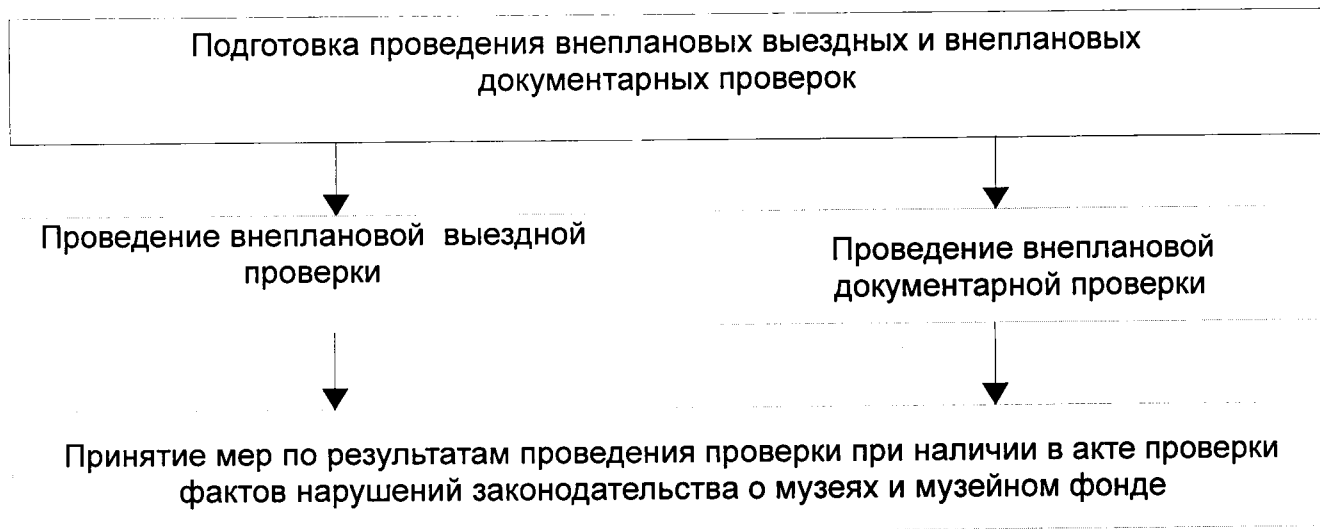 Подготовка проведения внеплановых выездных и внеплановых
документарных проверок
Проведение внеплановой выездной
проверки
Проведение внеплановой
документарной проверки
Принятие мер по результатам проведения проверки при наличии в акте проверки
фактов нарушений законодательства о музеях и музейном фонде